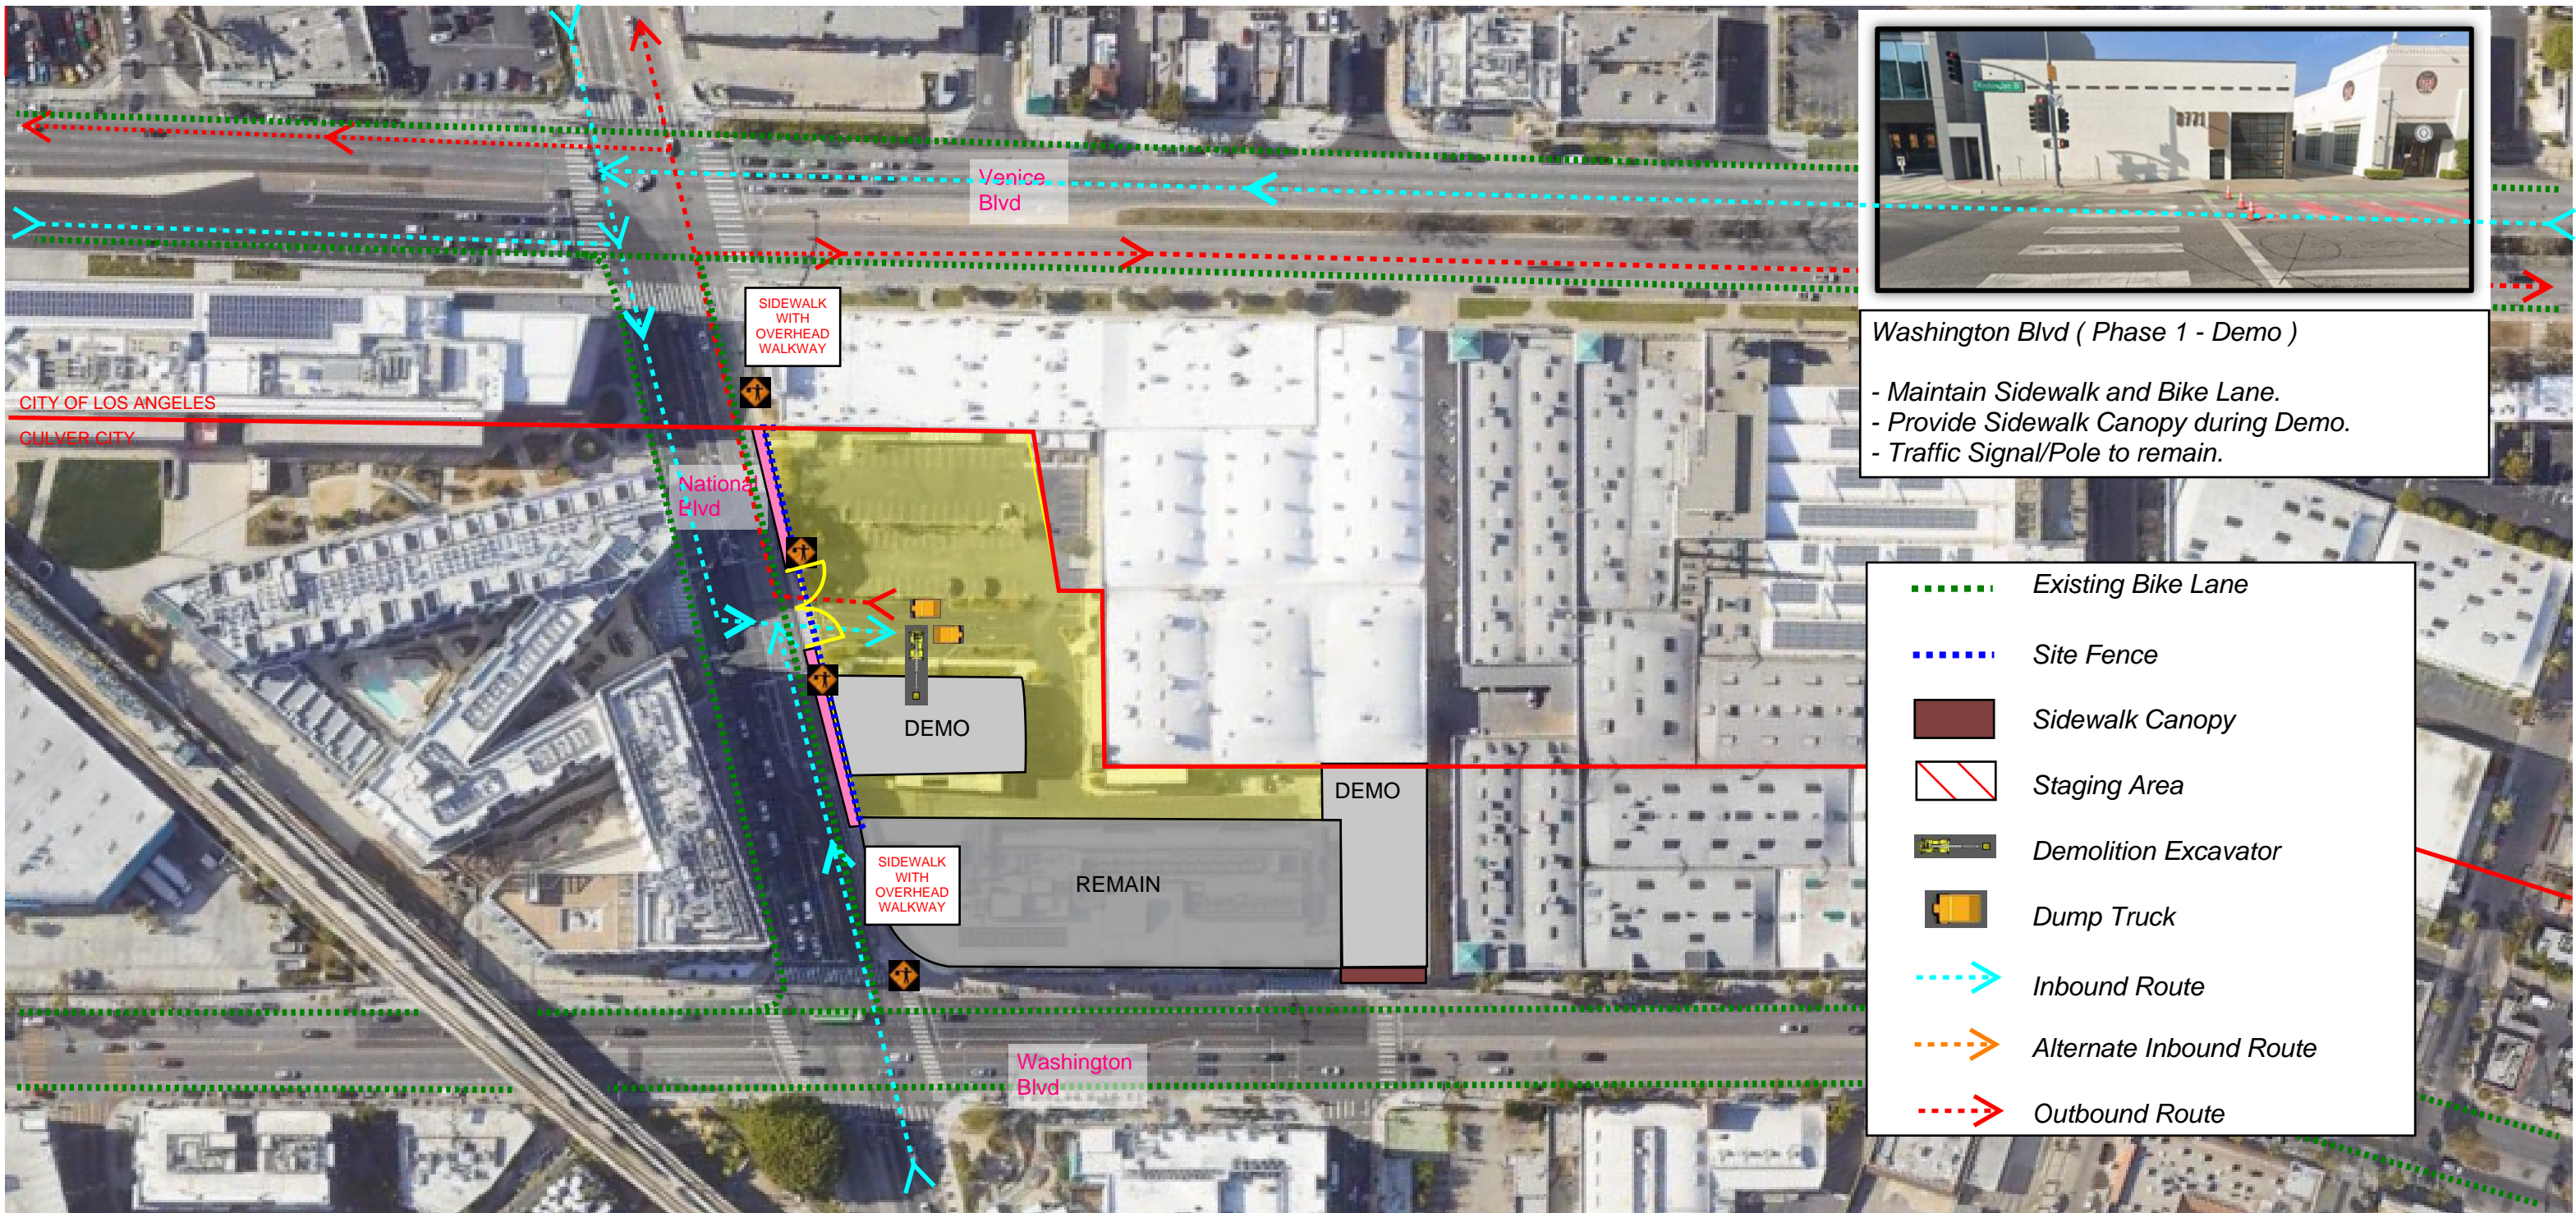 Washington Bl
8771
Venice
Blvd
SIDEWALK
WITH
OVERHEAD
WALKWAY
Washington Blvd ( Phase 1 - Demo )
- Maintain Sidewalk and Bike Lane.
- Provide Sidewalk Canopy during Demo.
- Traffic Signal/Pole to remain.
CITY OF LOS ANGELES
CULVER CITY
National
Blvd
DEMO
DEMO
REMAIN
SIDEWALK
WITH
OVERHEAD
WALKWAY
Washington
Blvd
Existing Bike Lane
Site Fence
Sidewalk Canopy
Staging Area
Demolition Excavator
Dump Truck
Inbound Route
Alternate Inbound Route
Outbound Route